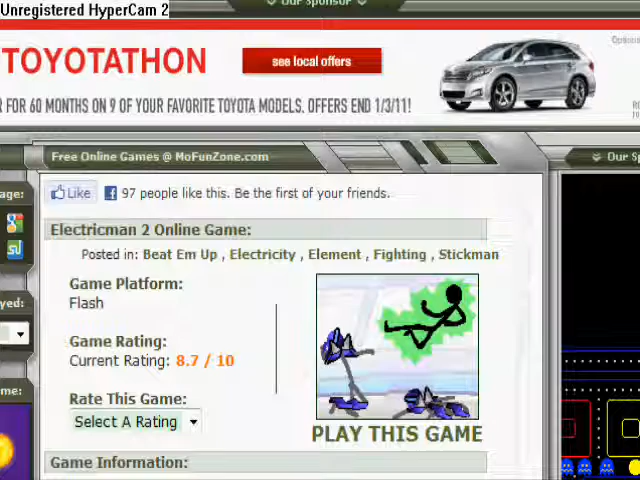 Unregistered HyperCam 2
Our Sponsor
TOYOTATHON
see local offers
Options
R FOR 60 MONTHS ON 9 OF YOUR FAVORITE TOYOTA MODELS. OFFERS END 1/3/11!
Free Online Games @ MoFunZone.com
Our Sp
age:
Like
97 people like this. Be the first of your friends.
Electricman 2 Online Game:
Posted in: Beat Em Up , Electricity , Element , Fighting , Stickman
Game Platform:
Flash
yed:
Game Rating:
Current Rating: 8.7 / 10
me:
Rate This Game:
Select A Rating
PLAY THIS GAME
Game Information: